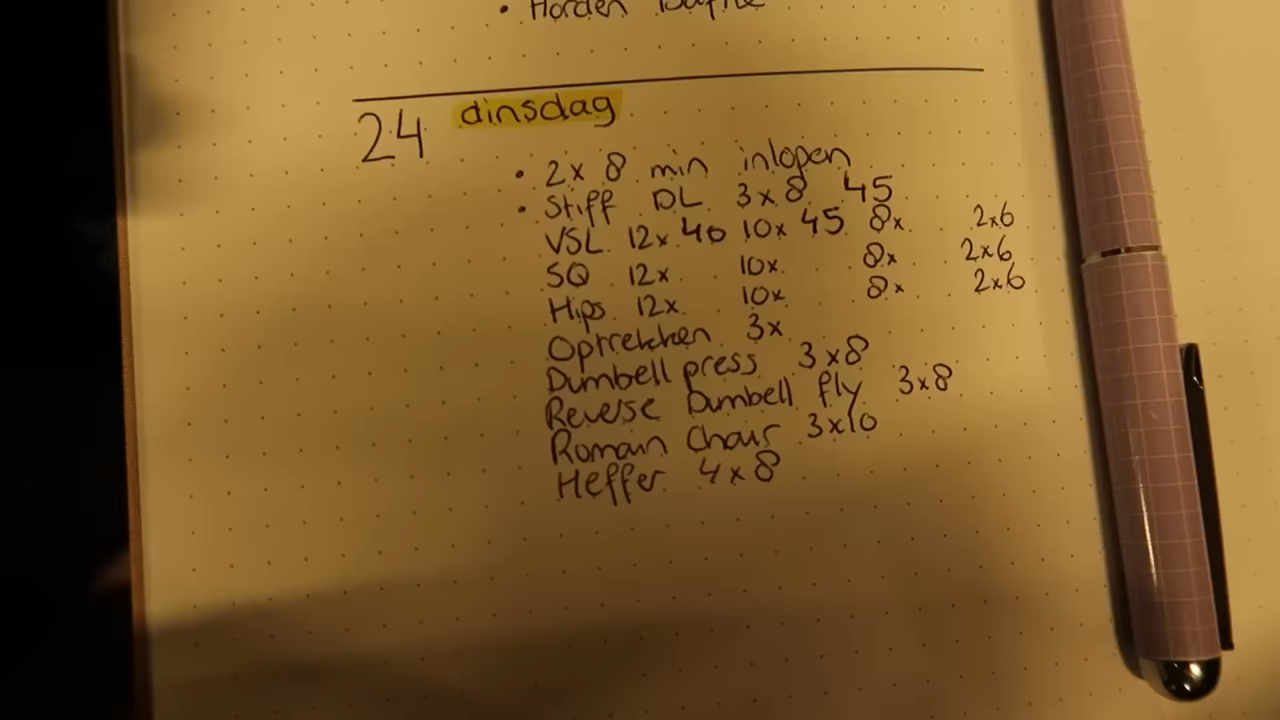 • Horden
24 dinsdag
• 2x 8 min inlopen
• Stiff DL 3x8 45
VSL 12x 40 10x 45 8x 2x6
SQ 12x 10x 8x 2x6
Hips 12x 10x 8x 2x6
Optrekken 3x
Dumbell press 3x8
Reverse Dumbell fly 3x8
Romain Chair 3x10
Heffer 4x8